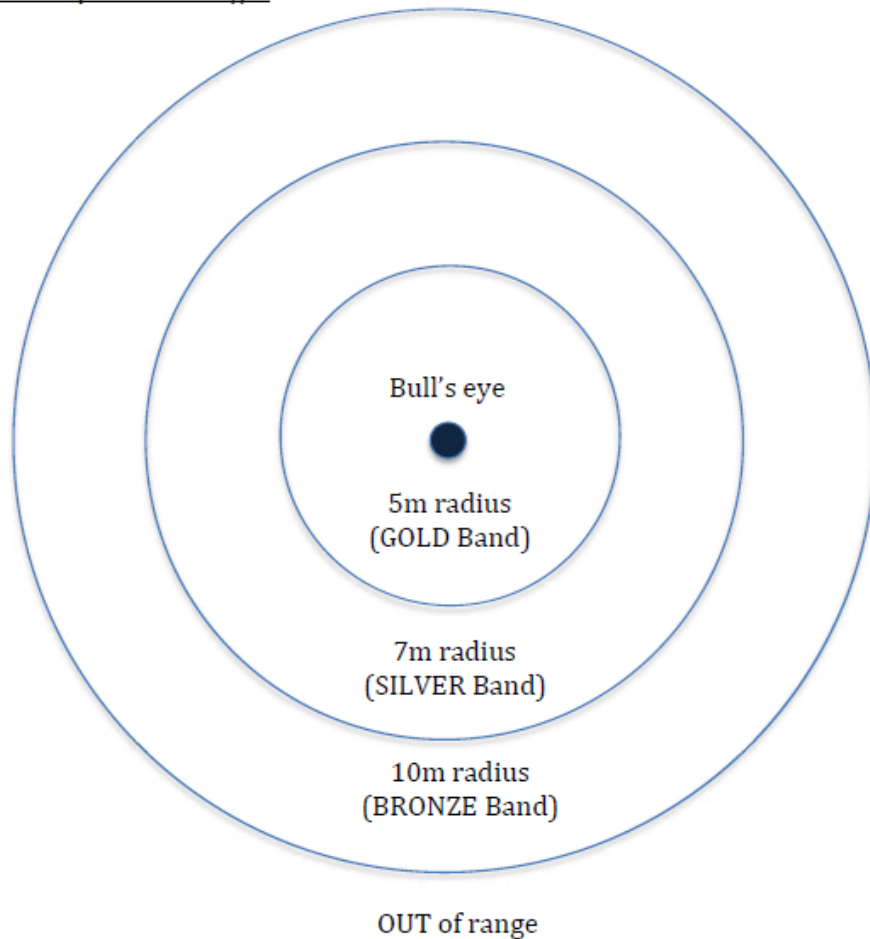 Bull's eye
5m radius
(GOLD Band)
7m radius
(SILVER Band)
10m radius
(BRONZE Band)
OUT of range